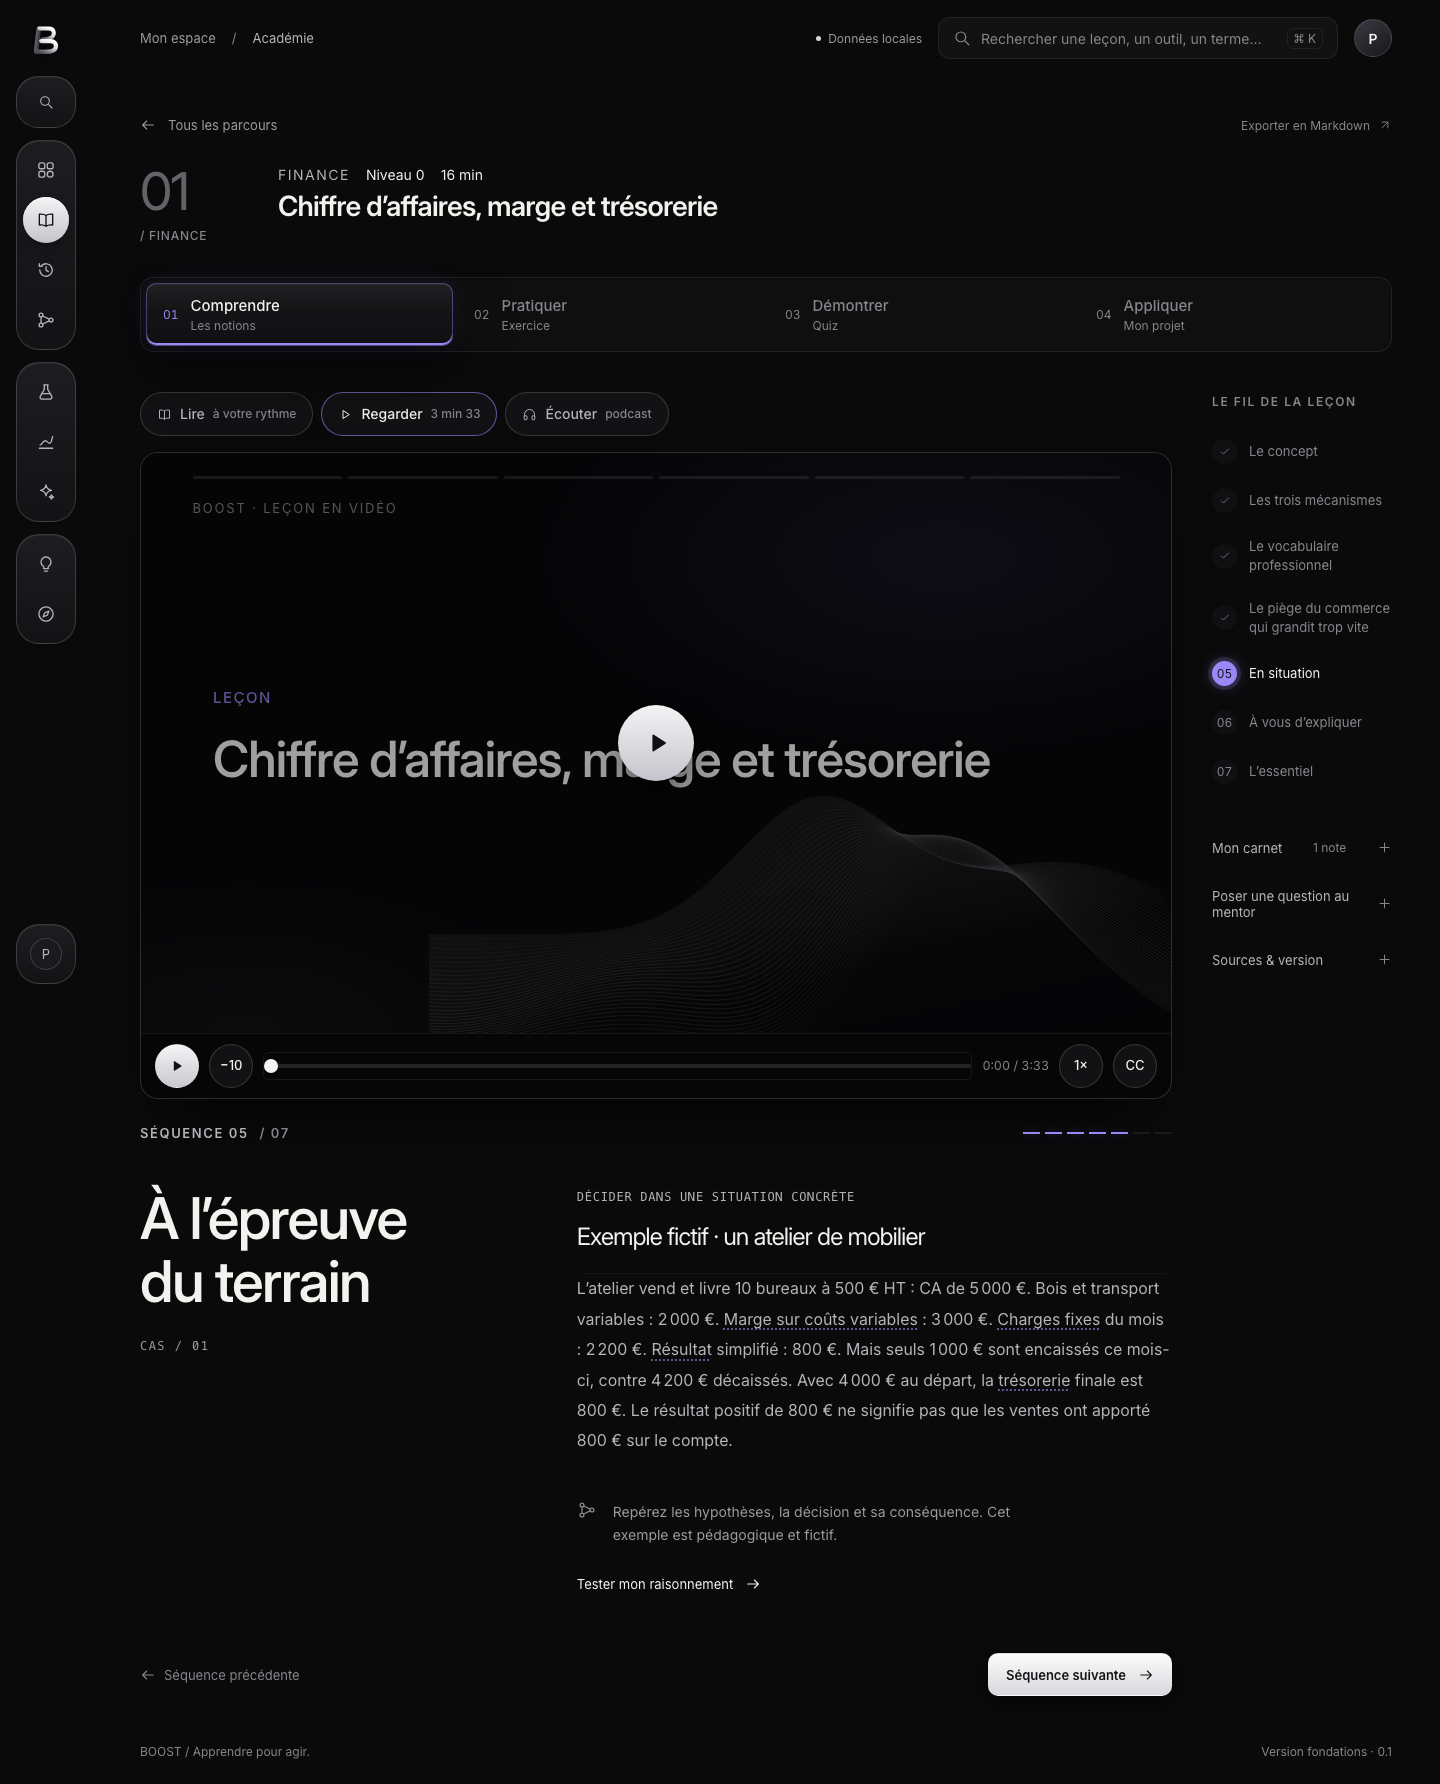 B
Mon espace / Académie
Données locales
Rechercher une leçon, un outil, un terme...
⌘ K
P
← Tous les parcours
Exporter en Markdown ↗
01
/ FINANCE
FINANCE Niveau 0 16 min
Chiffre d’affaires, marge et trésorerie
01 Comprendre
Les notions
02 Pratiquer
Exercice
03 Démontrer
Quiz
04 Appliquer
Mon projet
Lire à votre rythme
Regarder 3 min 33
Écouter podcast
BOOST · LEÇON EN VIDÉO
LEÇON
Chiffre d’affaires, m ge et trésorerie
−10
0:00 / 3:33
1×
CC
LE FIL DE LA LEÇON
Le concept
Les trois mécanismes
Le vocabulaire
professionnel
Le piège du commerce
qui grandit trop vite
05 En situation
06 À vous d’expliquer
07 L’essentiel
Mon carnet 1 note +
Poser une question au
mentor +
Sources & version +
P
SÉQUENCE 05 / 07
À l’épreuve
du terrain
CAS / 01
DÉCIDER DANS UNE SITUATION CONCRÈTE
Exemple fictif · un atelier de mobilier
L’atelier vend et livre 10 bureaux à 500 € HT : CA de 5 000 €. Bois et transport
variables : 2 000 €. Marge sur coûts variables : 3 000 €. Charges fixes du mois
: 2 200 €. Résultat simplifié : 800 €. Mais seuls 1 000 € sont encaissés ce mois-
ci, contre 4 200 € décaissés. Avec 4 000 € au départ, la trésorerie finale est
800 €. Le résultat positif de 800 € ne signifie pas que les ventes ont apporté
800 € sur le compte.
Repérez les hypothèses, la décision et sa conséquence. Cet
exemple est pédagogique et fictif.
Tester mon raisonnement →
← Séquence précédente
Séquence suivante →
BOOST / Apprendre pour agir.
Version fondations · 0.1